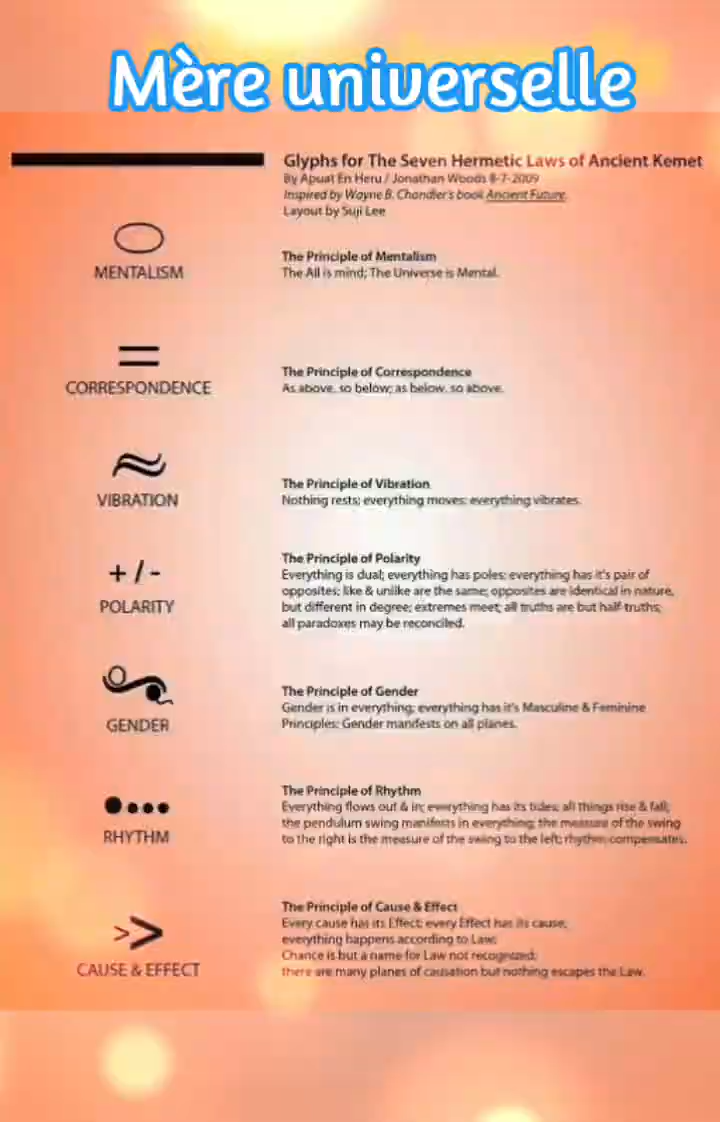 Mère universelle
Glyphs for The Seven Hermetic Laws of Ancient Kemet
By Apuat En Heru / Jonathan Woods 8-7-2009
Inspired by Wayne B. Chandler's book Ancient Future.
Layout by Suji Lee
MENTALISM
The Principle of Mentalism
The All is mind; The Universe is Mental.
=
CORRESPONDENCE
The Principle of Correspondence
As above, so below; as below, so above.
VIBRATION
The Principle of Vibration
Nothing rests; everything moves; everything vibrates.
+ / -
POLARITY
The Principle of Polarity
Everything is dual; everything has poles; everything has it's pair of
opposites; like & unlike are the same; opposites are identical in nature,
but different in degree; extremes meet; all truths are but half-truths;
all paradoxes may be reconciled.
GENDER
The Principle of Gender
Gender is in everything; everything has it's Masculine & Feminine
Principles; Gender manifests on all planes.
RHYTHM
The Principle of Rhythm
Everything flows out & in; everything has its tides; all things rise & fall;
the pendulum swing manifests in everything; the measure of the swing
to the right is the measure of the swing to the left; rhythm compensates.
>>
CAUSE & EFFECT
The Principle of Cause & Effect
Every cause has its Effect; every Effect has its cause;
everything happens according to Law;
Chance is but a name for Law not recognized;
there are many planes of causation but nothing escapes the Law.